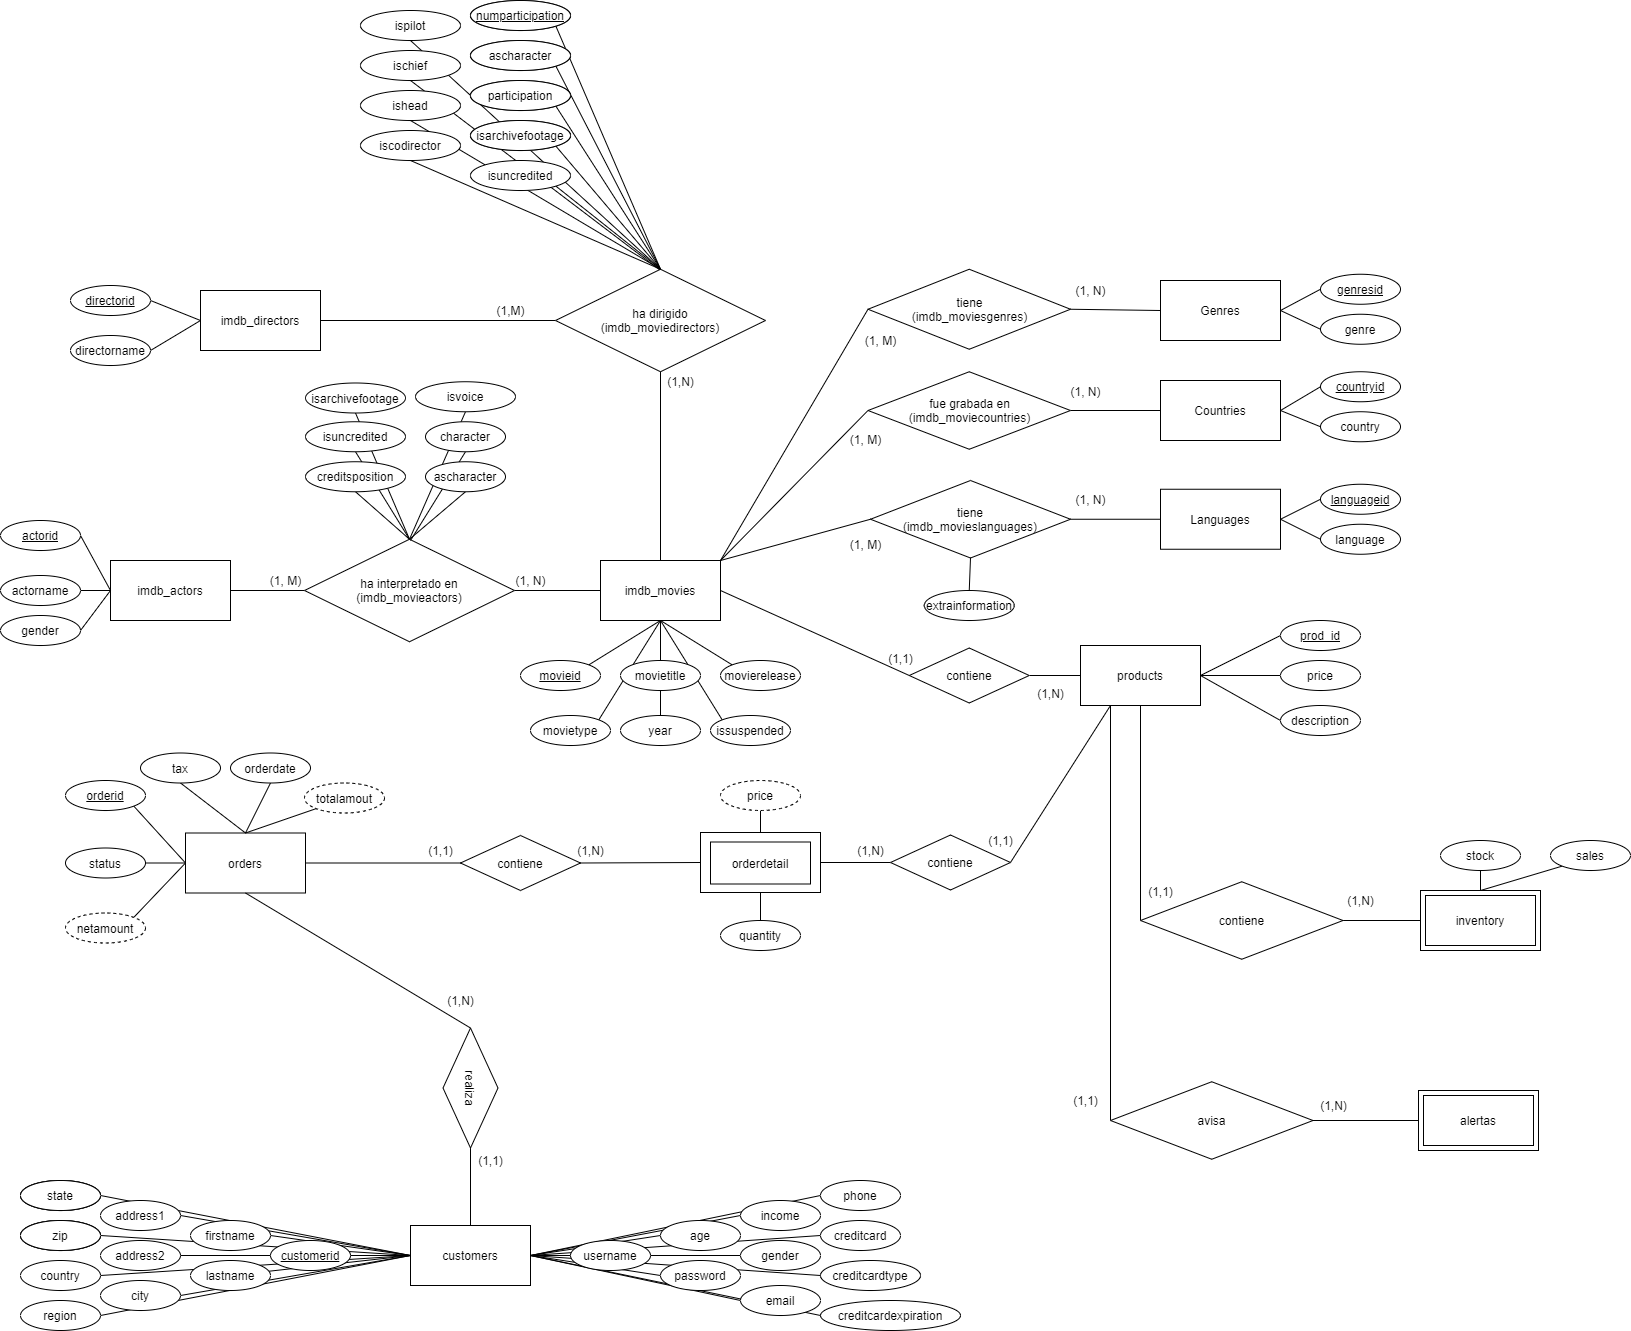 ispilot
numparticipation
ischief
ascharacter
ishead
participation
iscodirector
isarchivefootage
isuncredited
directorid
directorname
imdb_directors
(1,M)
ha dirigido
(imdb_moviedirectors)
(1,N)
tiene
(imdb_moviesgenres)
(1, N)
(1, M)
Genres
genresid
genre
fue grabada en
(imdb_moviecountries)
(1, N)
(1, M)
Countries
countryid
country
tiene
(imdb_movieslanguages)
(1, N)
(1, M)
Languages
languageid
language
extrainformation
isarchivefootage
isvoice
isuncredited
character
creditsposition
ascharacter
actorid
actorname
gender
imdb_actors
(1, M)
ha interpretado en
(imdb_movieactors)
(1, N)
imdb_movies
movieid
movietitle
movierelease
movietype
year
issuspended
(1,1)
contiene
(1,N)
products
prod_id
price
description
tax
orderdate
orderid
totalamout
status
netamount
orders
(1,1)
contiene
(1,N)
price
orderdetail
quantity
(1,N)
contiene
(1,1)
(1,1)
contiene
(1,N)
stock
sales
inventory
(1,1)
avisa
(1,N)
alertas
(1,N)
realiza
(1,1)
state
address1
zip
firstname
address2
customerid
country
lastname
city
region
customers
phone
income
age
creditcard
username
gender
password
creditcardtype
email
creditcardexpiration